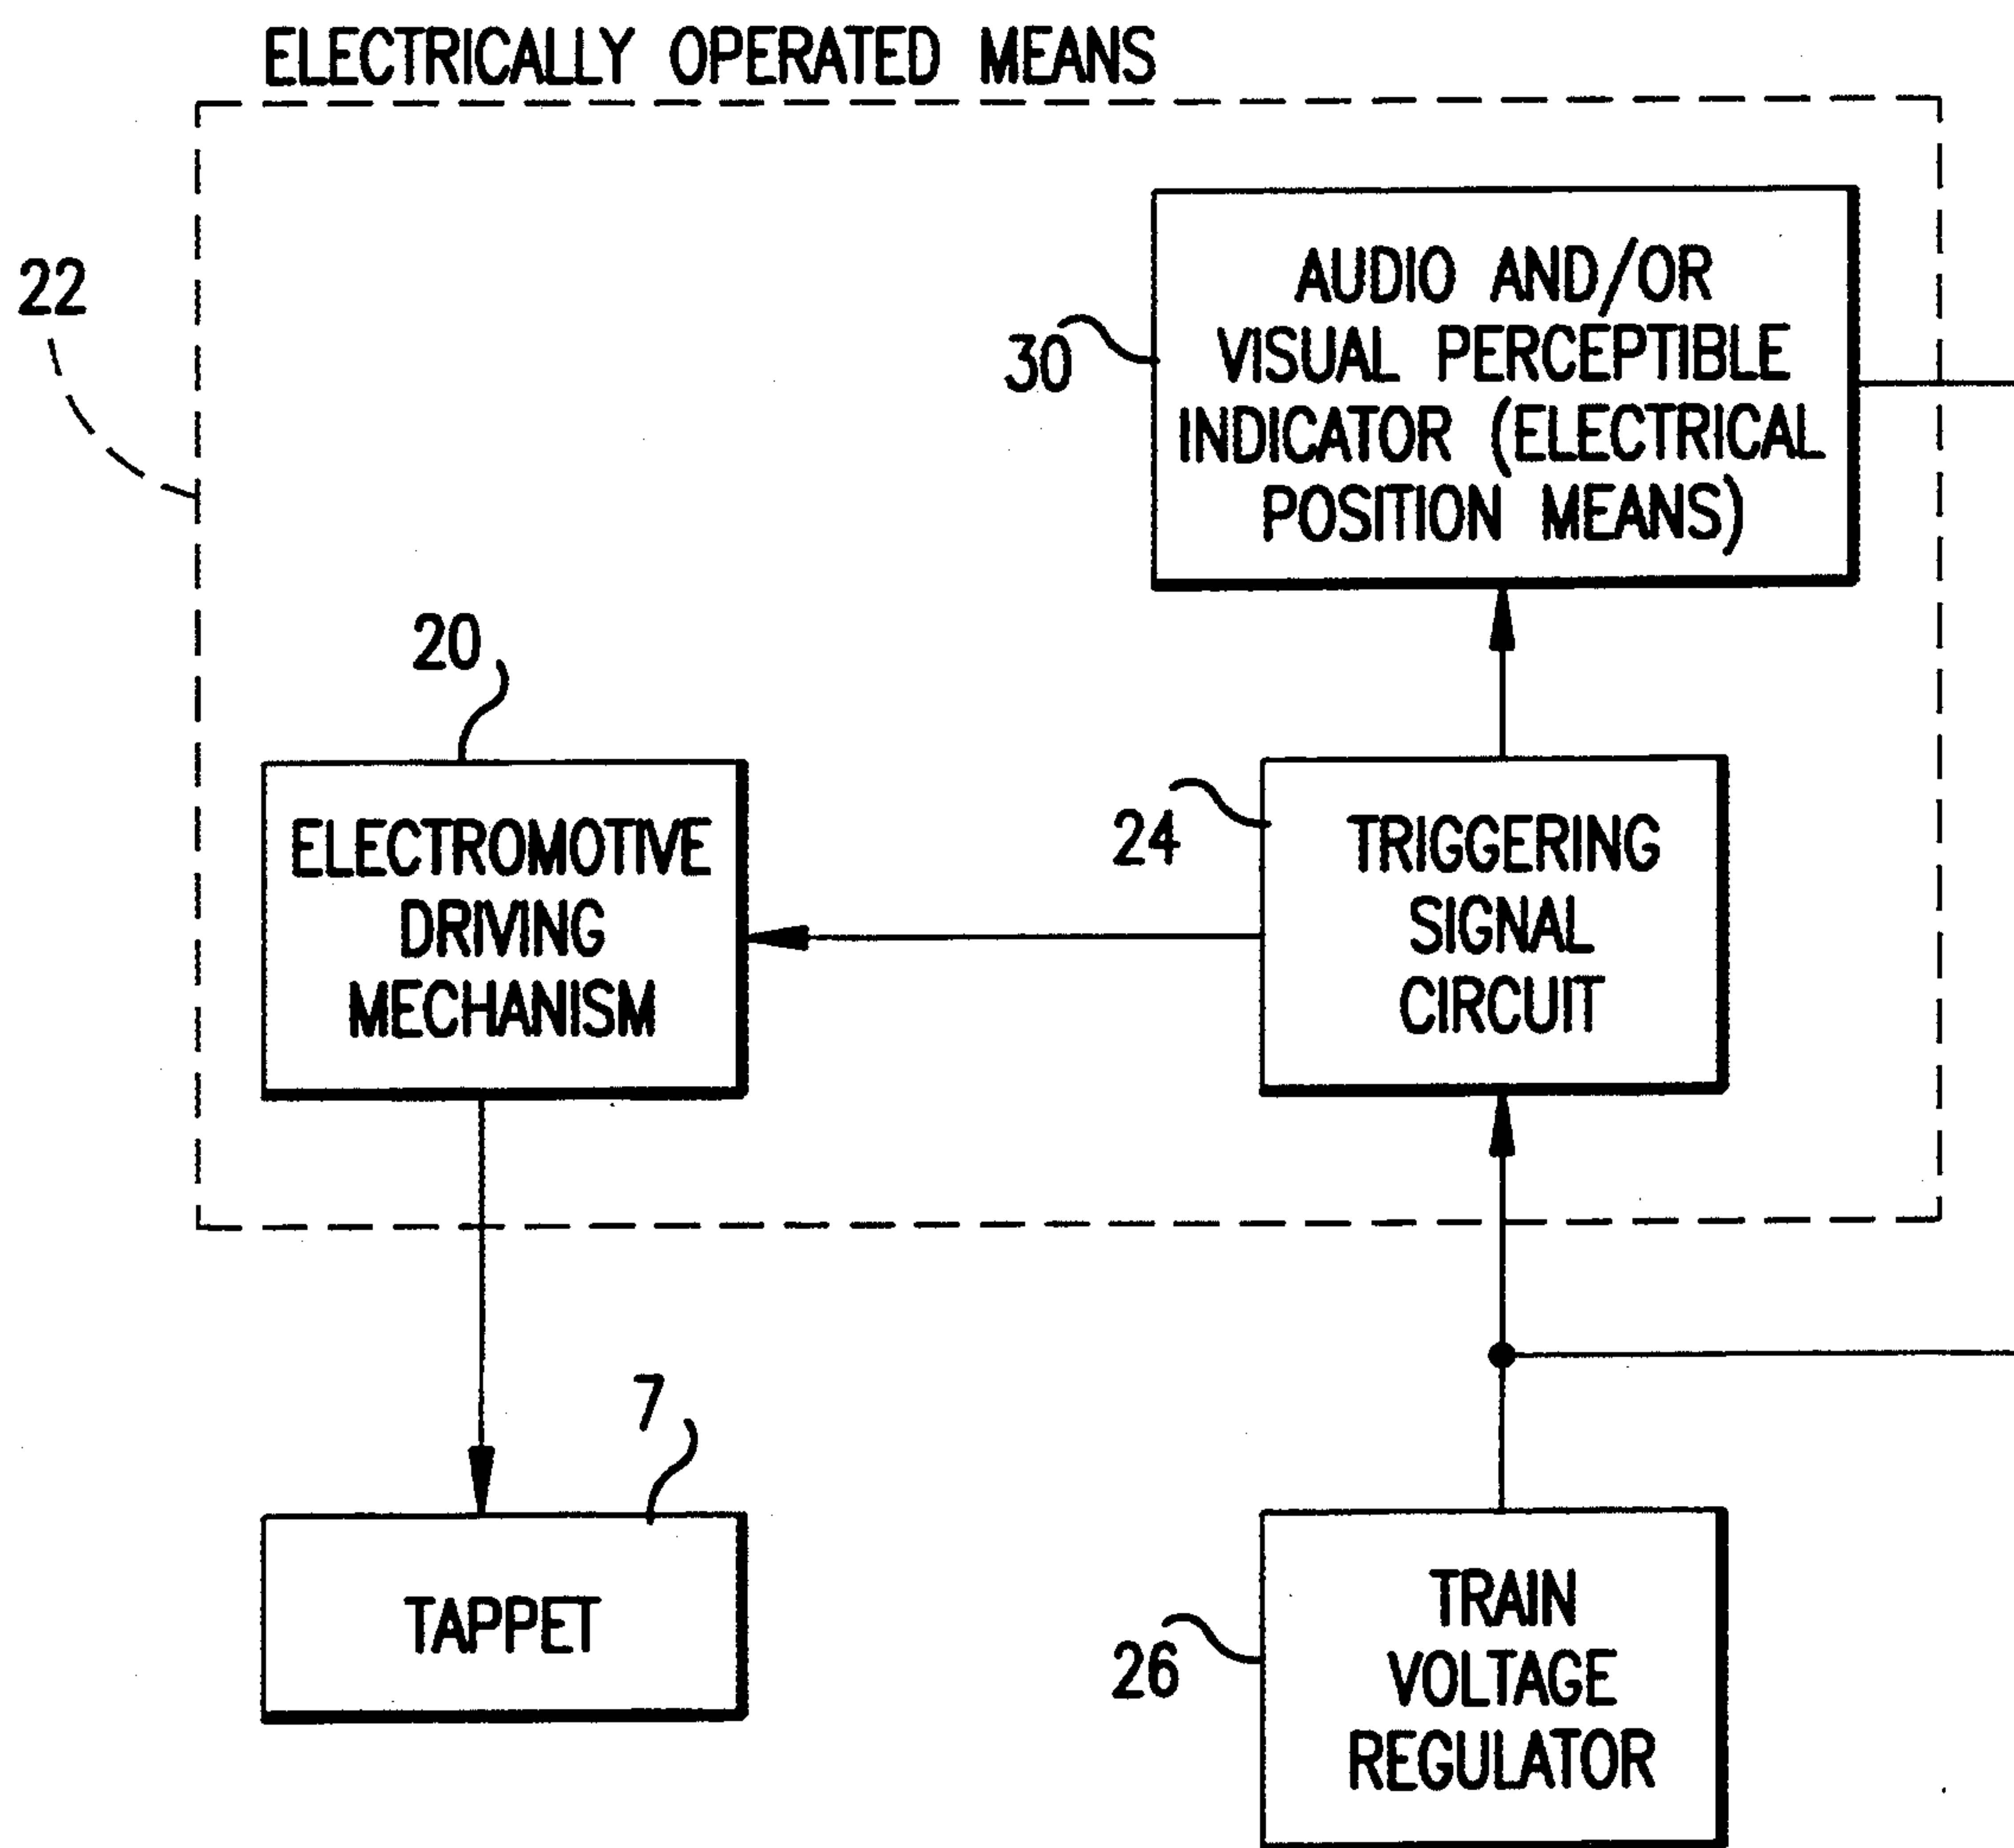 ELECTRICALLY OPERATED MEANS
22
30
AUDIO AND/OR
VISUAL PERCEPTIBLE
INDICATOR (ELECTRICAL
POSITION MEANS)
20
ELECTROMOTIVE
DRIVING
MECHANISM
24
TRIGGERING
SIGNAL
CIRCUIT
7
TAPPET
26
TRAIN
VOLTAGE
REGULATOR